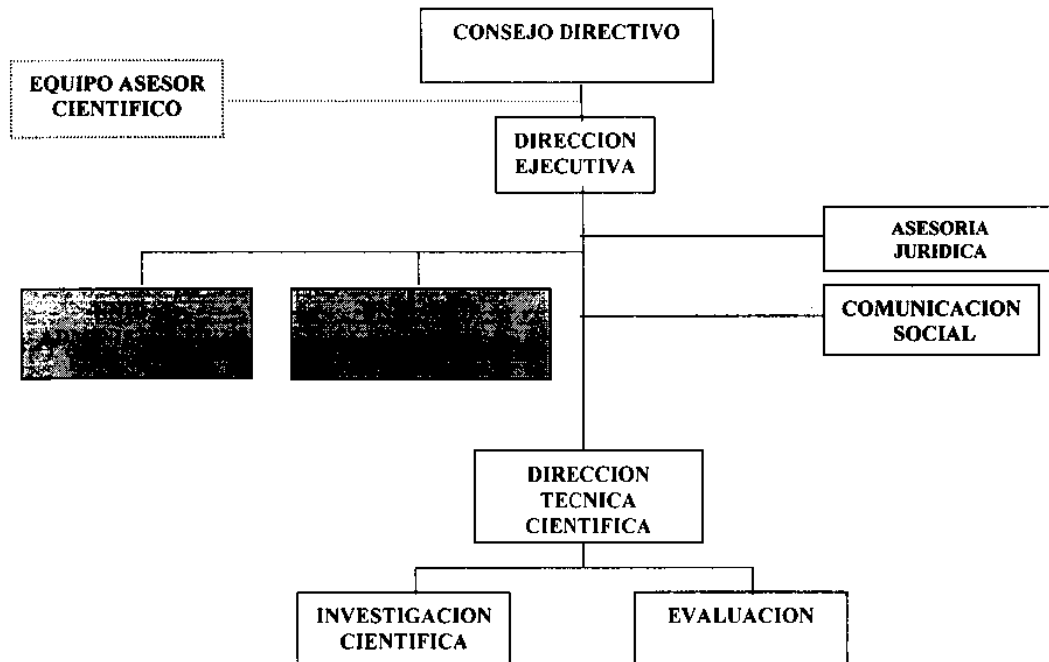 CONSEJO DIRECTIVO
EQUIPO ASESOR
CIENTIFICO
DIRECCION
EJECUTIVA
ASESORIA
JURIDICA
COMUNICACION
SOCIAL
DIRECCION
TECNICA
CIENTIFICA
INVESTIGACION
CIENTIFICA
EVALUACION